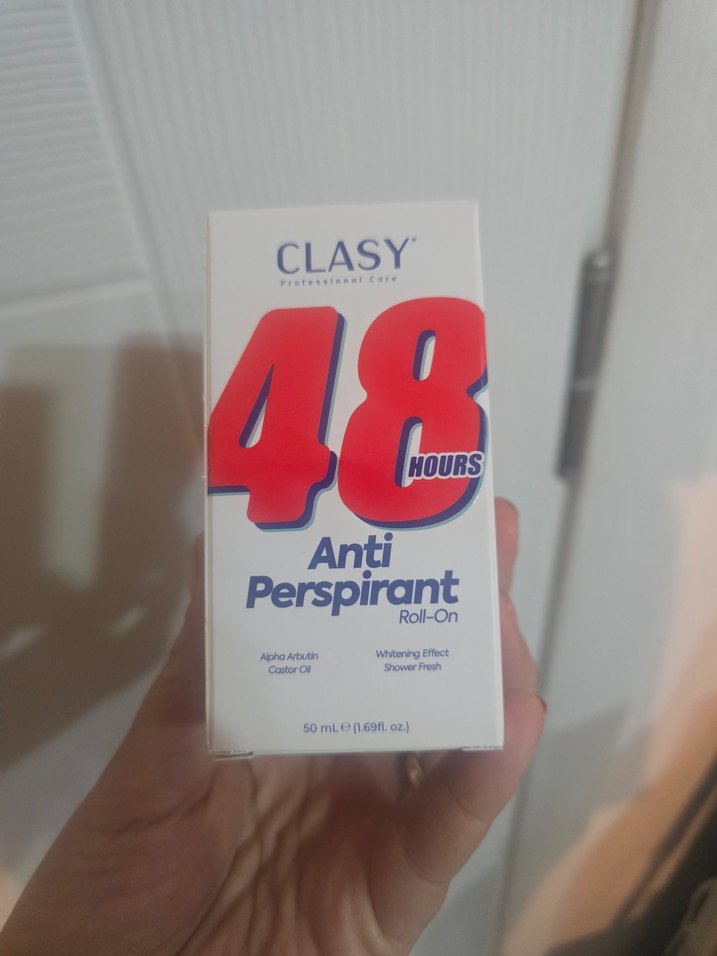 CLASY®
Professional Care
48
HOURS
Anti
Perspirant
Roll-On
Alpha Arbutin
Castor Oil
Whitening Effect
Shower Fresh
50 mL ℮ (1.69fl. oz.)